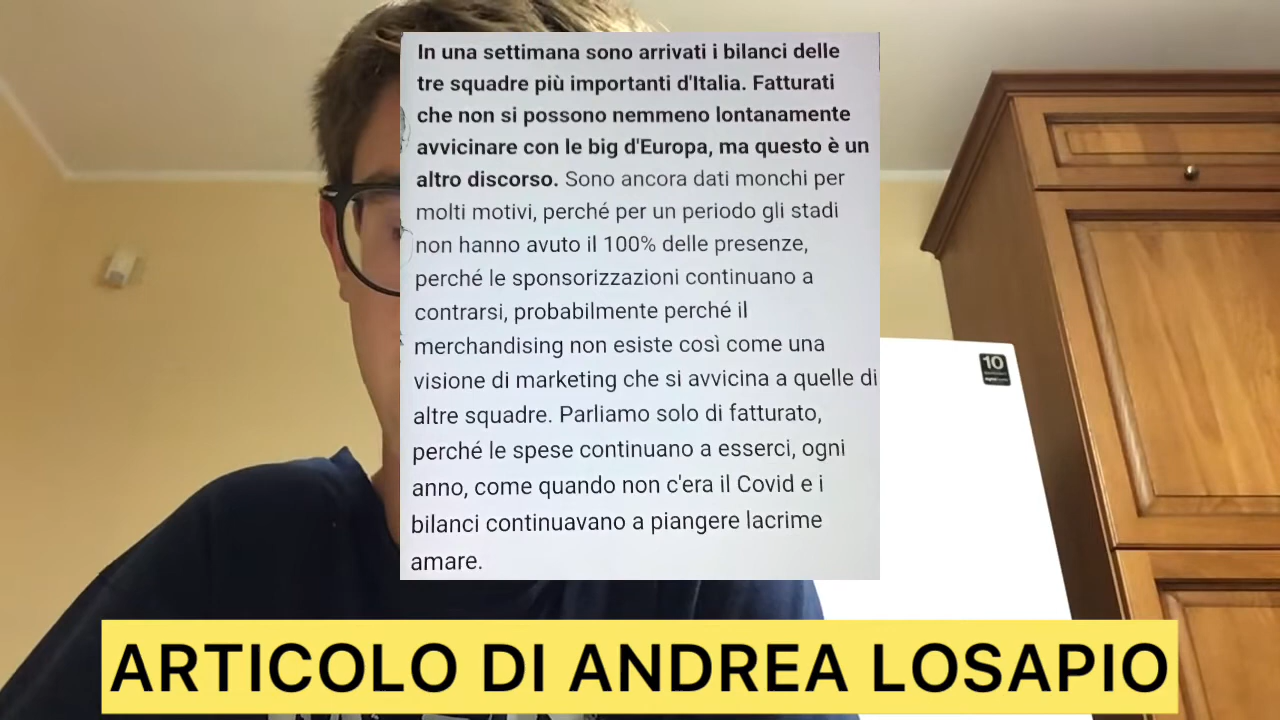 In una settimana sono arrivati i bilanci delle
tre squadre più importanti d'Italia. Fatturati
che non si possono nemmeno lontanamente
avvicinare con le big d'Europa, ma questo è un
altro discorso. Sono ancora dati monchi per
molti motivi, perché per un periodo gli stadi
non hanno avuto il 100% delle presenze,
perché le sponsorizzazioni continuano a
contrarsi, probabilmente perché il
merchandising non esiste così come una
visione di marketing che si avvicina a quelle di
altre squadre. Parliamo solo di fatturato,
perché le spese continuano a esserci, ogni
anno, come quando non c'era il Covid e i
bilanci continuavano a piangere lacrime
amare.
10
ARTICOLO DI ANDREA LOSAPIO